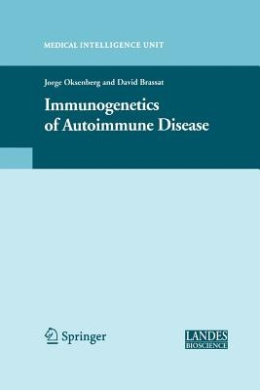 MEDICAL INTELLIGENCE UNIT
Jorge Oksenberg and David Brassat
Immunogenetics
of Autoimmune Disease
Springer
LANDES
BIOSCIENCE